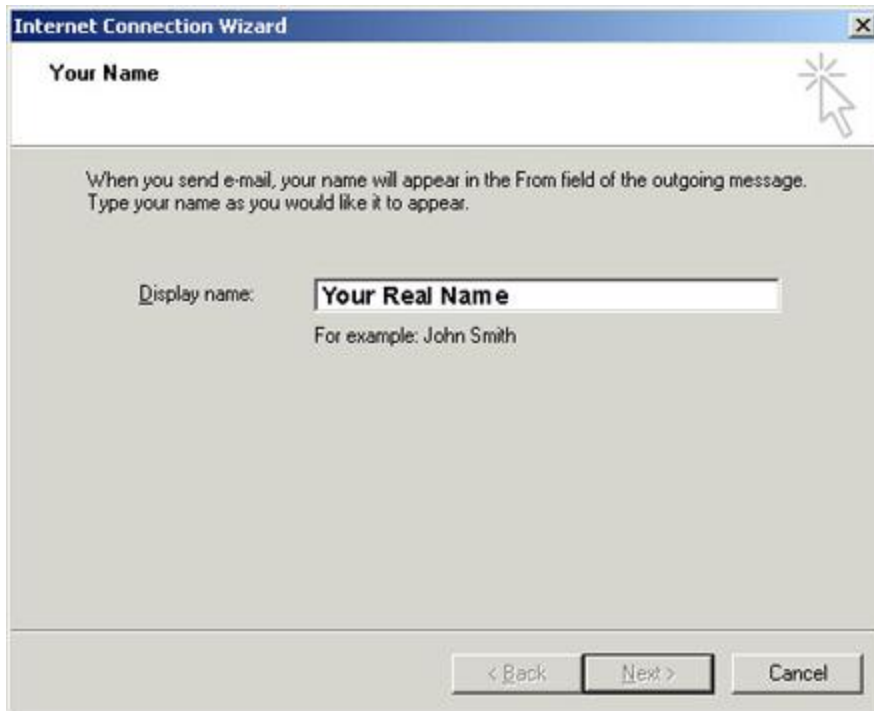 Internet Connection Wizard
Your Name
When you send e-mail, your name will appear in the From field of the outgoing message.
Type your name as you would like it to appear.
Display name: Your Real Name
For example: John Smith
< Back Next > Cancel